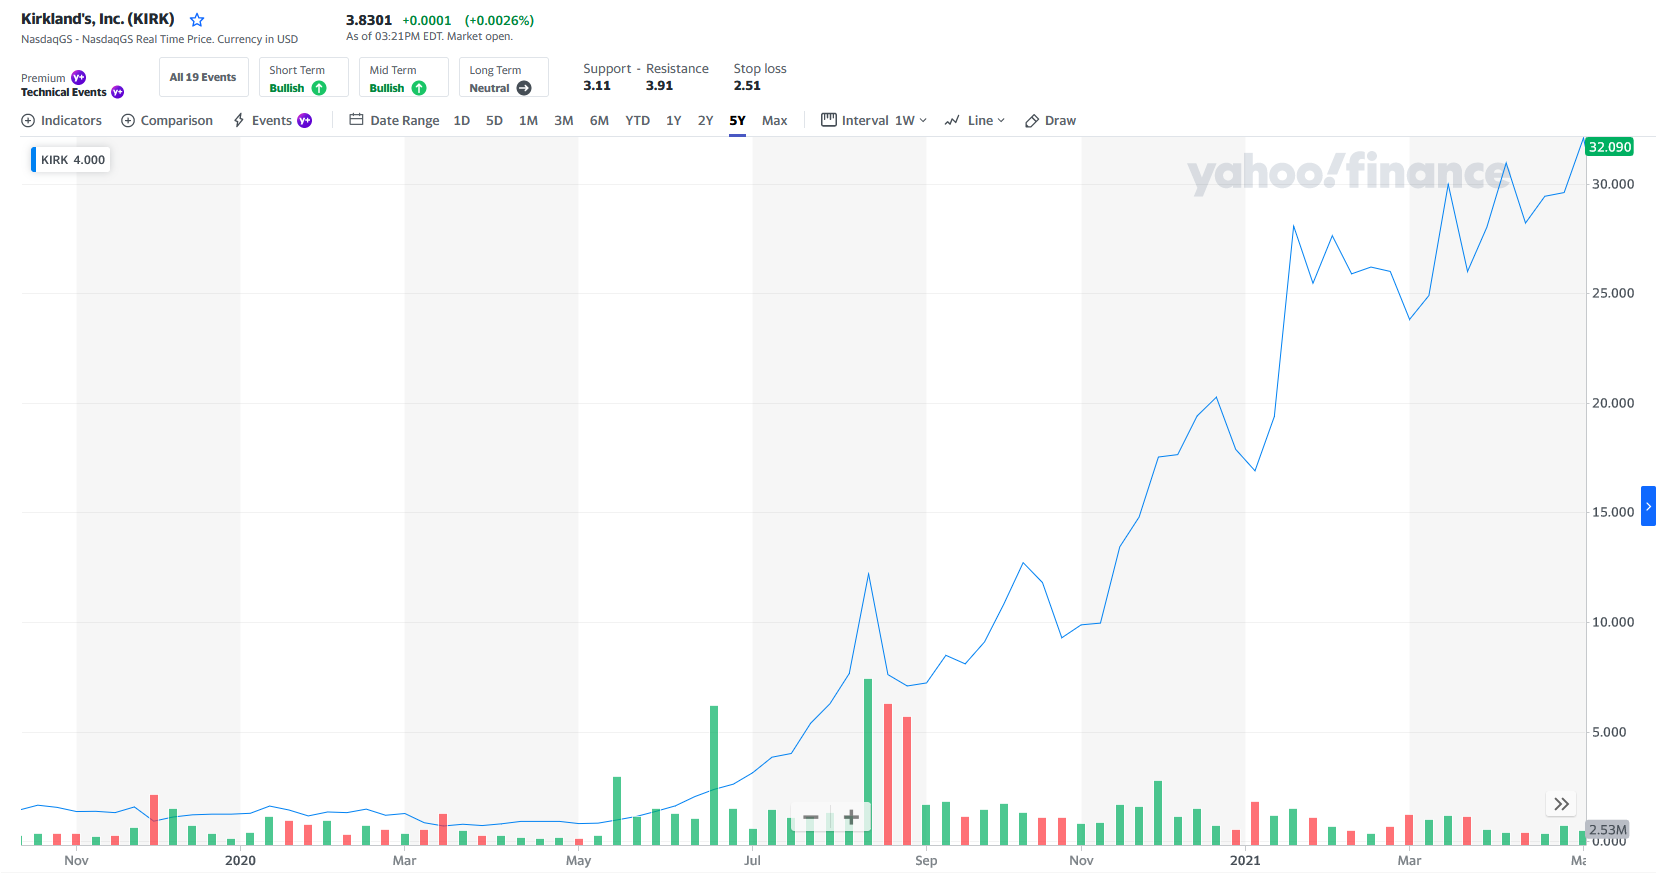 Kirkland's, Inc. (KIRK)
NasdaqGS - NasdaqGS Real Time Price. Currency in USD
3.8301 +0.0001 (+0.0026%)
As of 03:21PM EDT. Market open.
Premium Y+
Technical Events Y+
All 19 Events
Short Term
Bullish
Mid Term
Bullish
Long Term
Neutral
Support - Resistance
3.11 3.91
Stop loss
2.51
Indicators Comparison Events Y+ Date Range 1D 5D 1M 3M 6M YTD 1Y 2Y 5Y Max Interval 1W Line Draw
KIRK 4.000
yahoo!finance
32.090
30.000
25.000
20.000
15.000
10.000
5.000
2.53M
0.000
Nov 2020 Mar May Jul Sep Nov 2021 Mar Ma